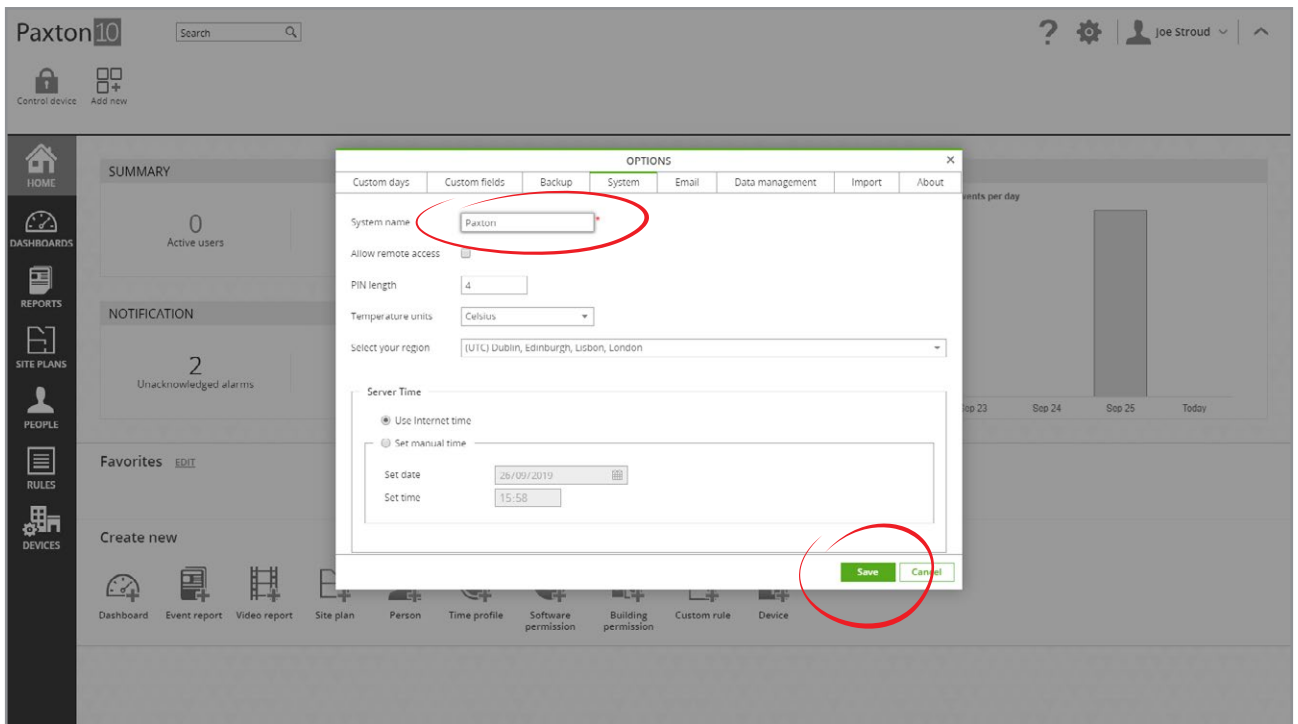 Paxton 10
Search
Joe Stroud
Control device
Add new
HOME
DASHBOARDS
REPORTS
SITE PLANS
PEOPLE
RULES
DEVICES
SUMMARY
0
Active users
NOTIFICATION
2
Unacknowledged alarms
OPTIONS
Custom days Custom fields Backup System Email Data management Import About
System name Paxton *
Allow remote access
PIN length 4
Temperature units Celsius
Select your region (UTC) Dublin, Edinburgh, Lisbon, London
Server Time
Use Internet time
Set manual time
Set date 26/09/2019
Set time 15:58
Save Cancel
per day
23 Sep 24 Sep 25 Today
Favorites EDIT
Create new
Dashboard
Event report
Video report
Site plan
Person
Time profile
Software
permission
Building
permission
Custom rule
Device